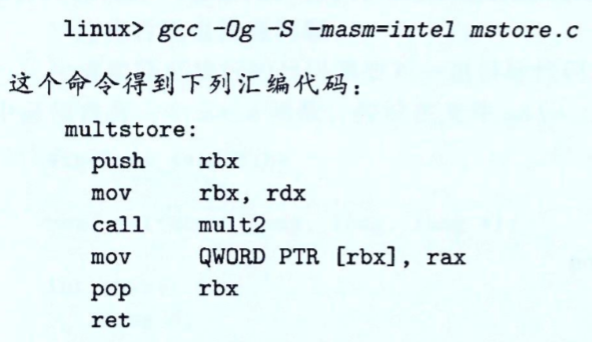 linux> gcc -Og -S -masm=intel mstore.c
这个命令得到下列汇编代码：
multstore:
push rbx
mov rbx, rdx
call mult2
mov QWORD PTR [rbx], rax
pop rbx
ret